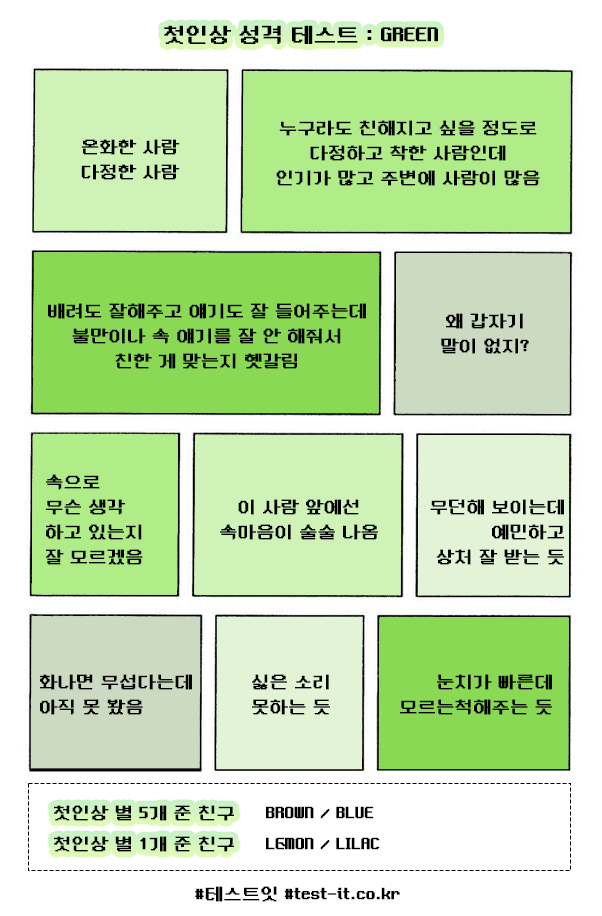 첫인상 성격 테스트 : GREEN
온화한 사람
다정한 사람
누구라도 친해지고 싶을 정도로
다정하고 착한 사람인데
인기가 많고 주변에 사람이 많음
배려도 잘해주고 얘기도 잘 들어주는데
불만이나 속 얘기를 잘 안 해줘서
친한 게 맞는지 헷갈림
왜 갑자기
말이 없지?
속으로
무슨 생각
하고 있는지
잘 모르겠음
이 사람 앞에선
속마음이 술술 나옴
무던해 보이는데
예민하고
상처 잘 받는 듯
화나면 무섭다는데
아직 못 봤음
싫은 소리
못하는 듯
눈치가 빠른데
모르는척해주는 듯
첫인상 별 5개 준 친구 BROWN / BLUE
첫인상 별 1개 준 친구 LEMON / LILAC
#테스트잇 #test-it.co.kr